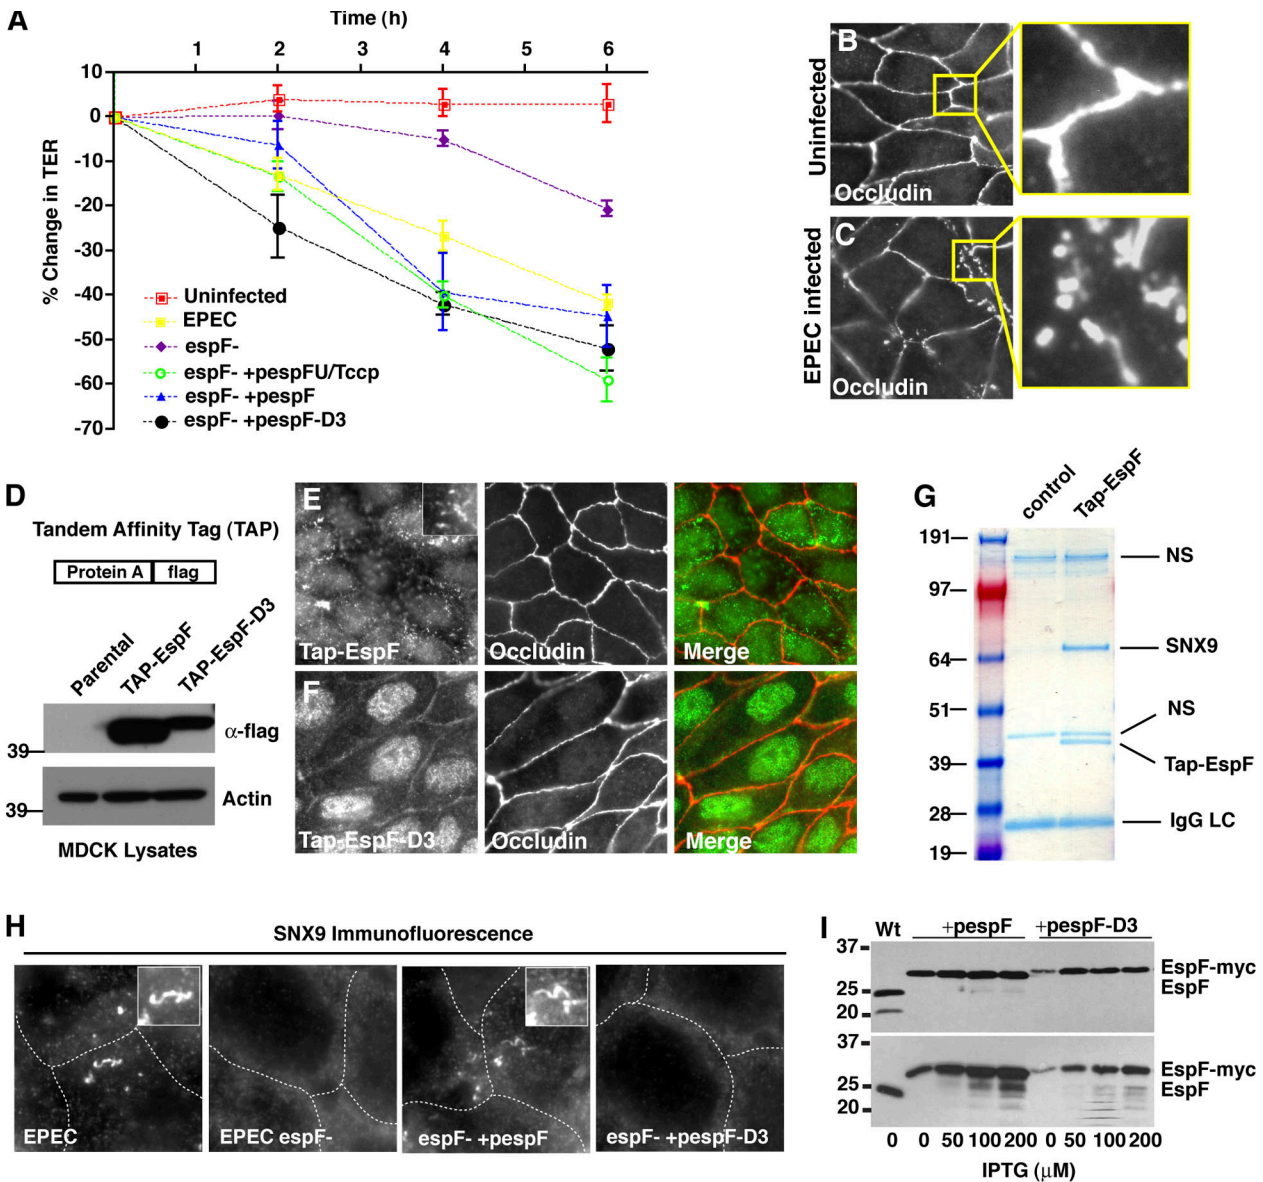 A
Time (h)
1 2 3 4 5 6
10
0
-10
-20
-30
-40
-50
-60
-70
% Change in TER
Uninfected
EPEC
espF-
espF- +pespFU/Tccp
espF- +pespF
espF- +pespF-D3
B
Uninfected
Occludin
C
EPEC infected
Occludin
D
Tandem Affinity Tag (TAP)
Protein A flag
Parental
TAP-EspF
TAP-EspF-D3
39
α-flag
39
Actin
MDCK Lysates
E
Tap-EspF
Occludin
Merge
F
Tap-EspF-D3
Occludin
Merge
G
control
Tap-EspF
191
97
64
51
39
28
19
NS
SNX9
NS
Tap-EspF
IgG LC
H
SNX9 Immunofluorescence
EPEC
EPEC espF-
espF- +pespF
espF- +pespF-D3
I
Wt +pespF +pespF-D3
37
25
20
EspF-myc
EspF
37
25
20
EspF-myc
EspF
0 0 50 100 200 0 50 100 200
IPTG (μM)